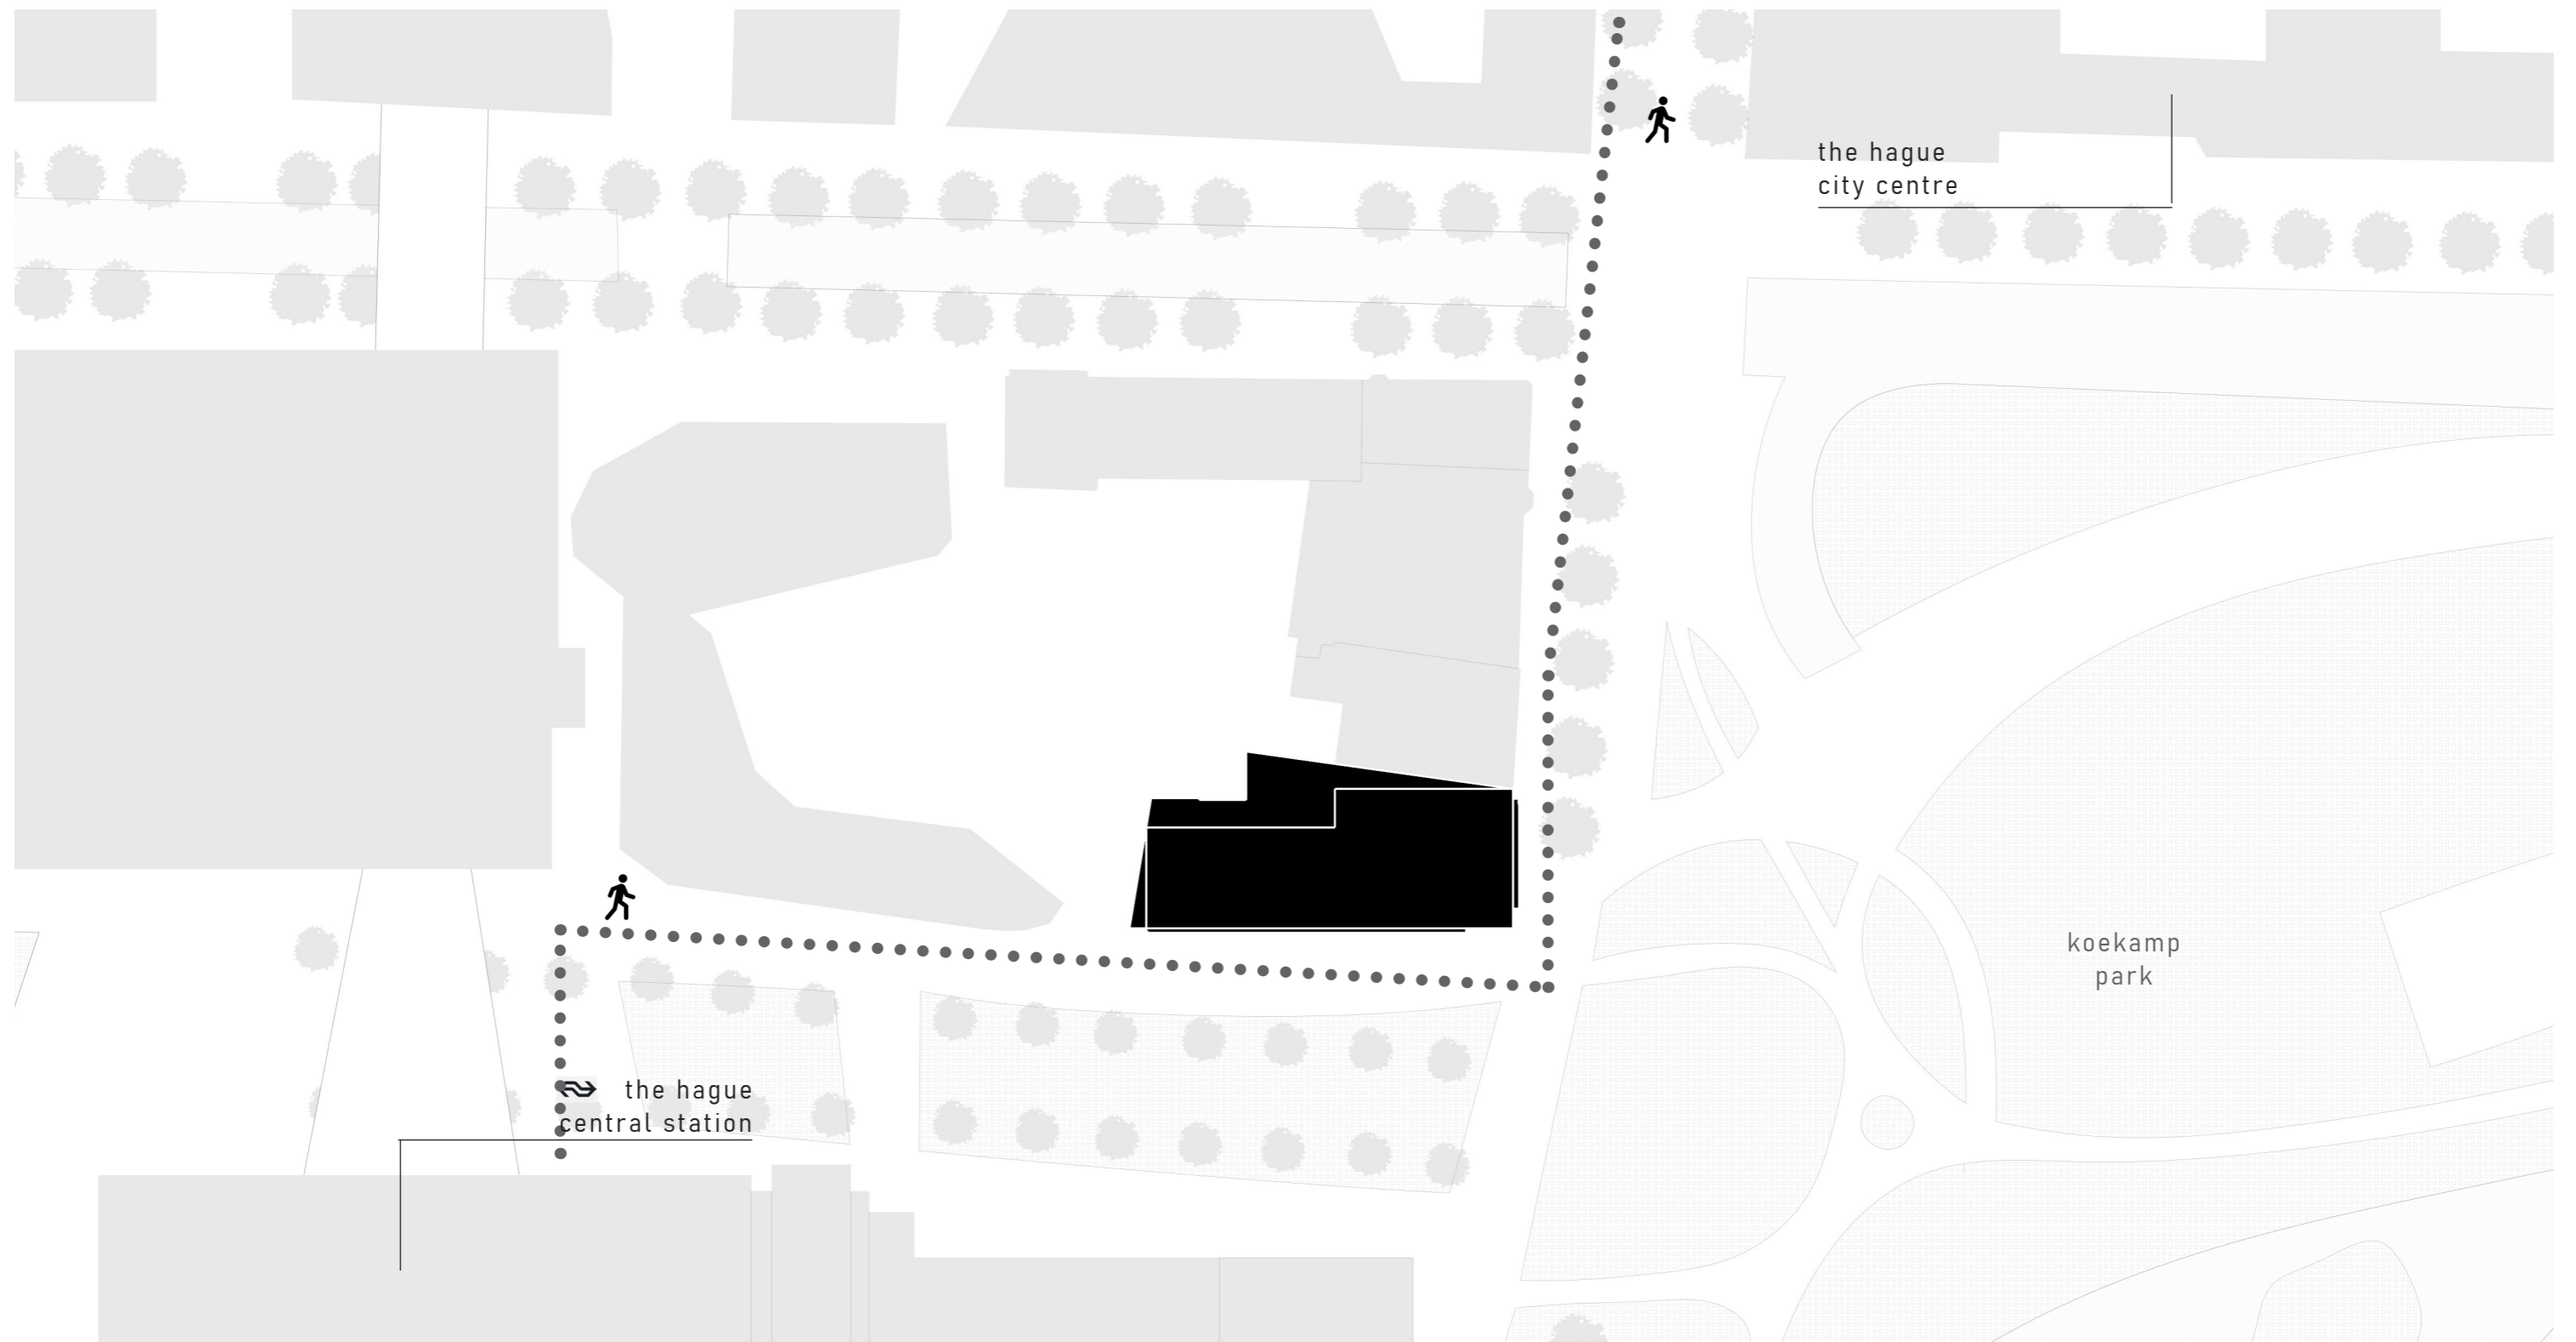 the hague
city centre
koekamp
park
the hague
central station